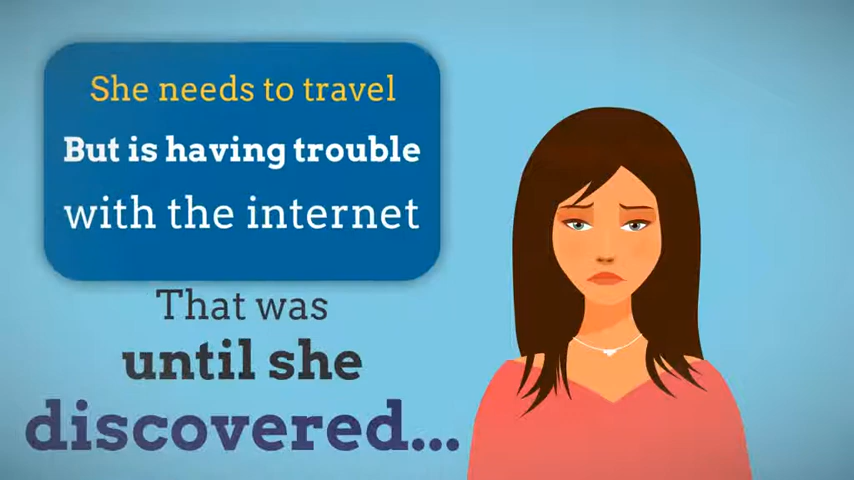 She needs to travel
But is having trouble
with the internet
That was
until she
discovered...